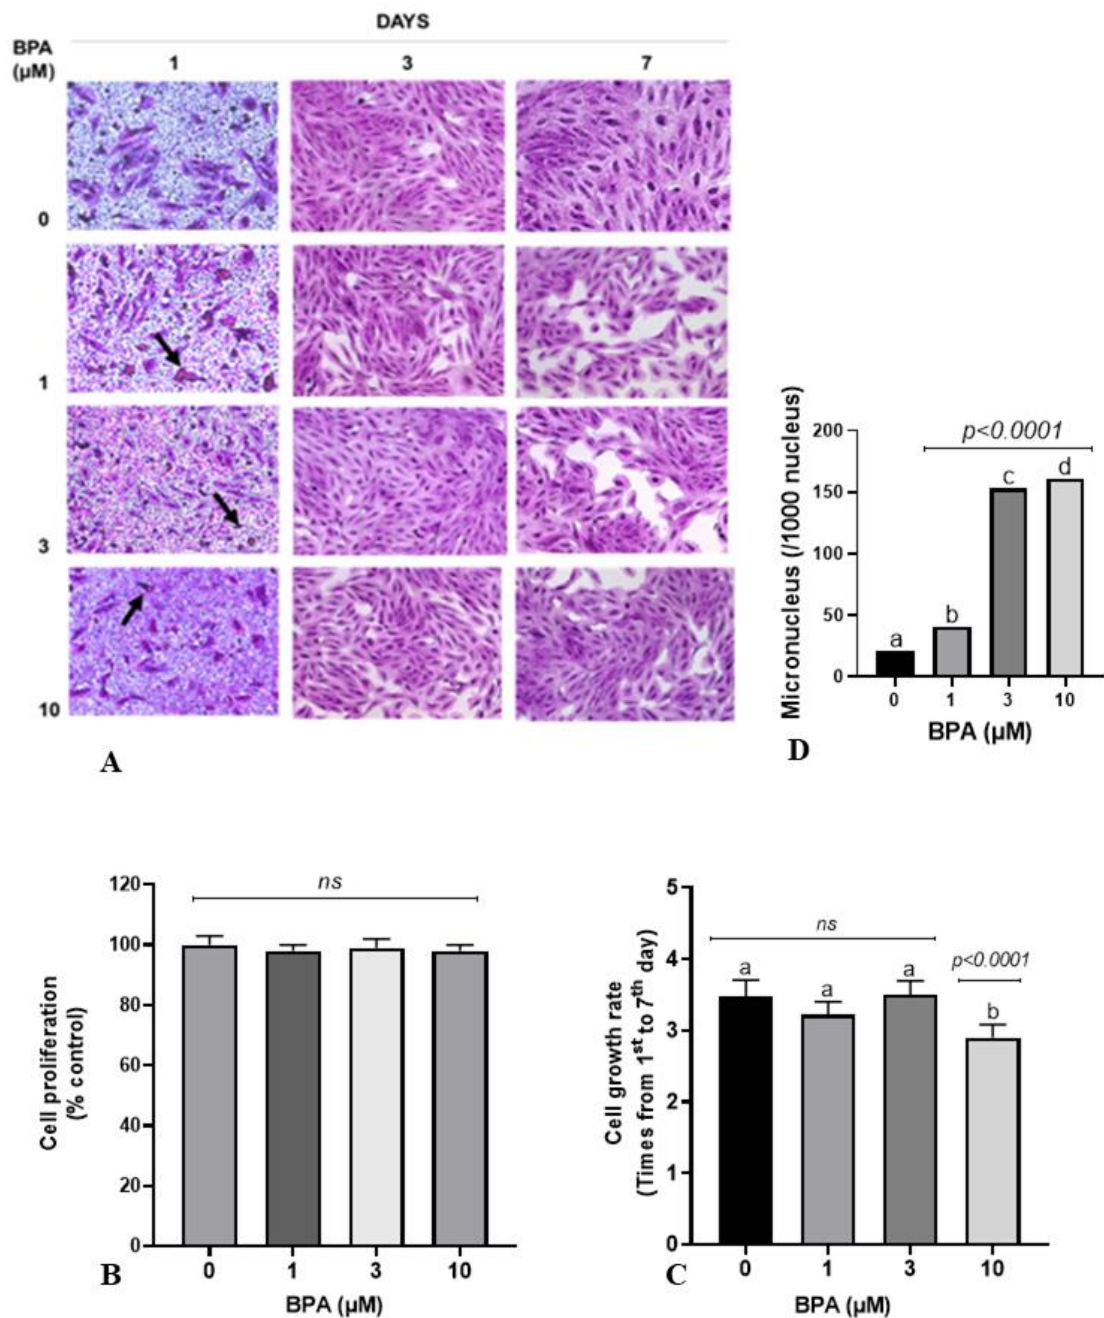 DAYS
BPA
(µM)
1 3 7
0
1
3
10
A
200
150
100
50
0
Micronucleus (/1000 nucleus)
p<0.0001
a b c d
0 1 3 10
BPA (µM)
D
120
100
80
60
40
20
0
Cell proliferation
(% control)
ns
0 1 3 10
BPA (µM)
B
5
4
3
2
1
0
Cell growth rate
(Times from 1st to 7th day)
ns
p<0.0001
a a a b
0 1 3 10
BPA (µM)
C